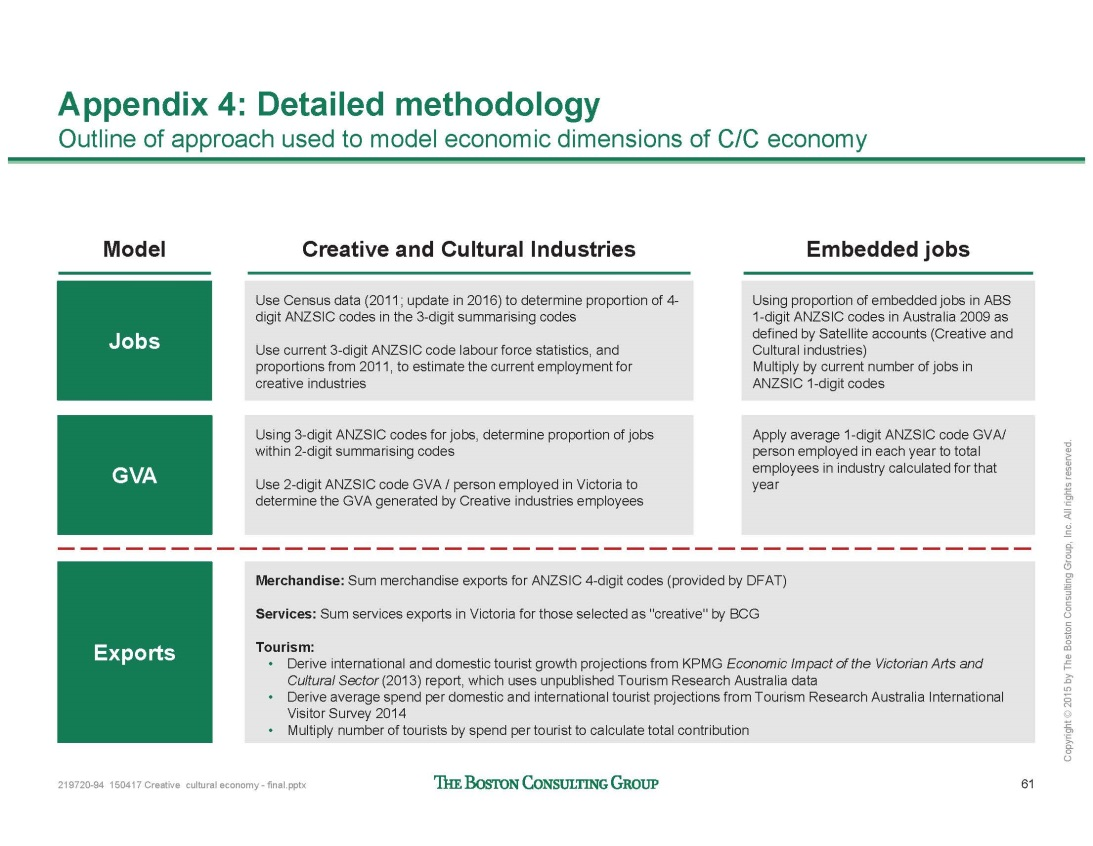 Appendix 4: Detailed methodology
Outline of approach used to model economic dimensions of C/C economy
Model
Creative and Cultural Industries
Embedded jobs
Jobs
Use Census data (2011; update in 2016) to determine proportion of 4-
digit ANZSIC codes in the 3-digit summarising codes
Use current 3-digit ANZSIC code labour force statistics, and
proportions from 2011, to estimate the current employment for
creative industries
Using proportion of embedded jobs in ABS
1-digit ANZSIC codes in Australia 2009 as
defined by Satellite accounts (Creative and
Cultural industries)
Multiply by current number of jobs in
ANZSIC 1-digit codes
GVA
Using 3-digit ANZSIC codes for jobs, determine proportion of jobs
within 2-digit summarising codes
Use 2-digit ANZSIC code GVA / person employed in Victoria to
determine the GVA generated by Creative industries employees
Apply average 1-digit ANZSIC code GVA/
person employed in each year to total
employees in industry calculated for that
year
Exports
Merchandise: Sum merchandise exports for ANZSIC 4-digit codes (provided by DFAT)
Services: Sum services exports in Victoria for those selected as "creative" by BCG
Tourism:
• Derive international and domestic tourist growth projections from KPMG Economic Impact of the Victorian Arts and
Cultural Sector (2013) report, which uses unpublished Tourism Research Australia data
• Derive average spend per domestic and international tourist projections from Tourism Research Australia International
Visitor Survey 2014
• Multiply number of tourists by spend per tourist to calculate total contribution
Copyright © 2015 by The Boston Consulting Group, Inc. All rights reserved.
219720-94 150417 Creative cultural economy - final.pptx
THE BOSTON CONSULTING GROUP
61